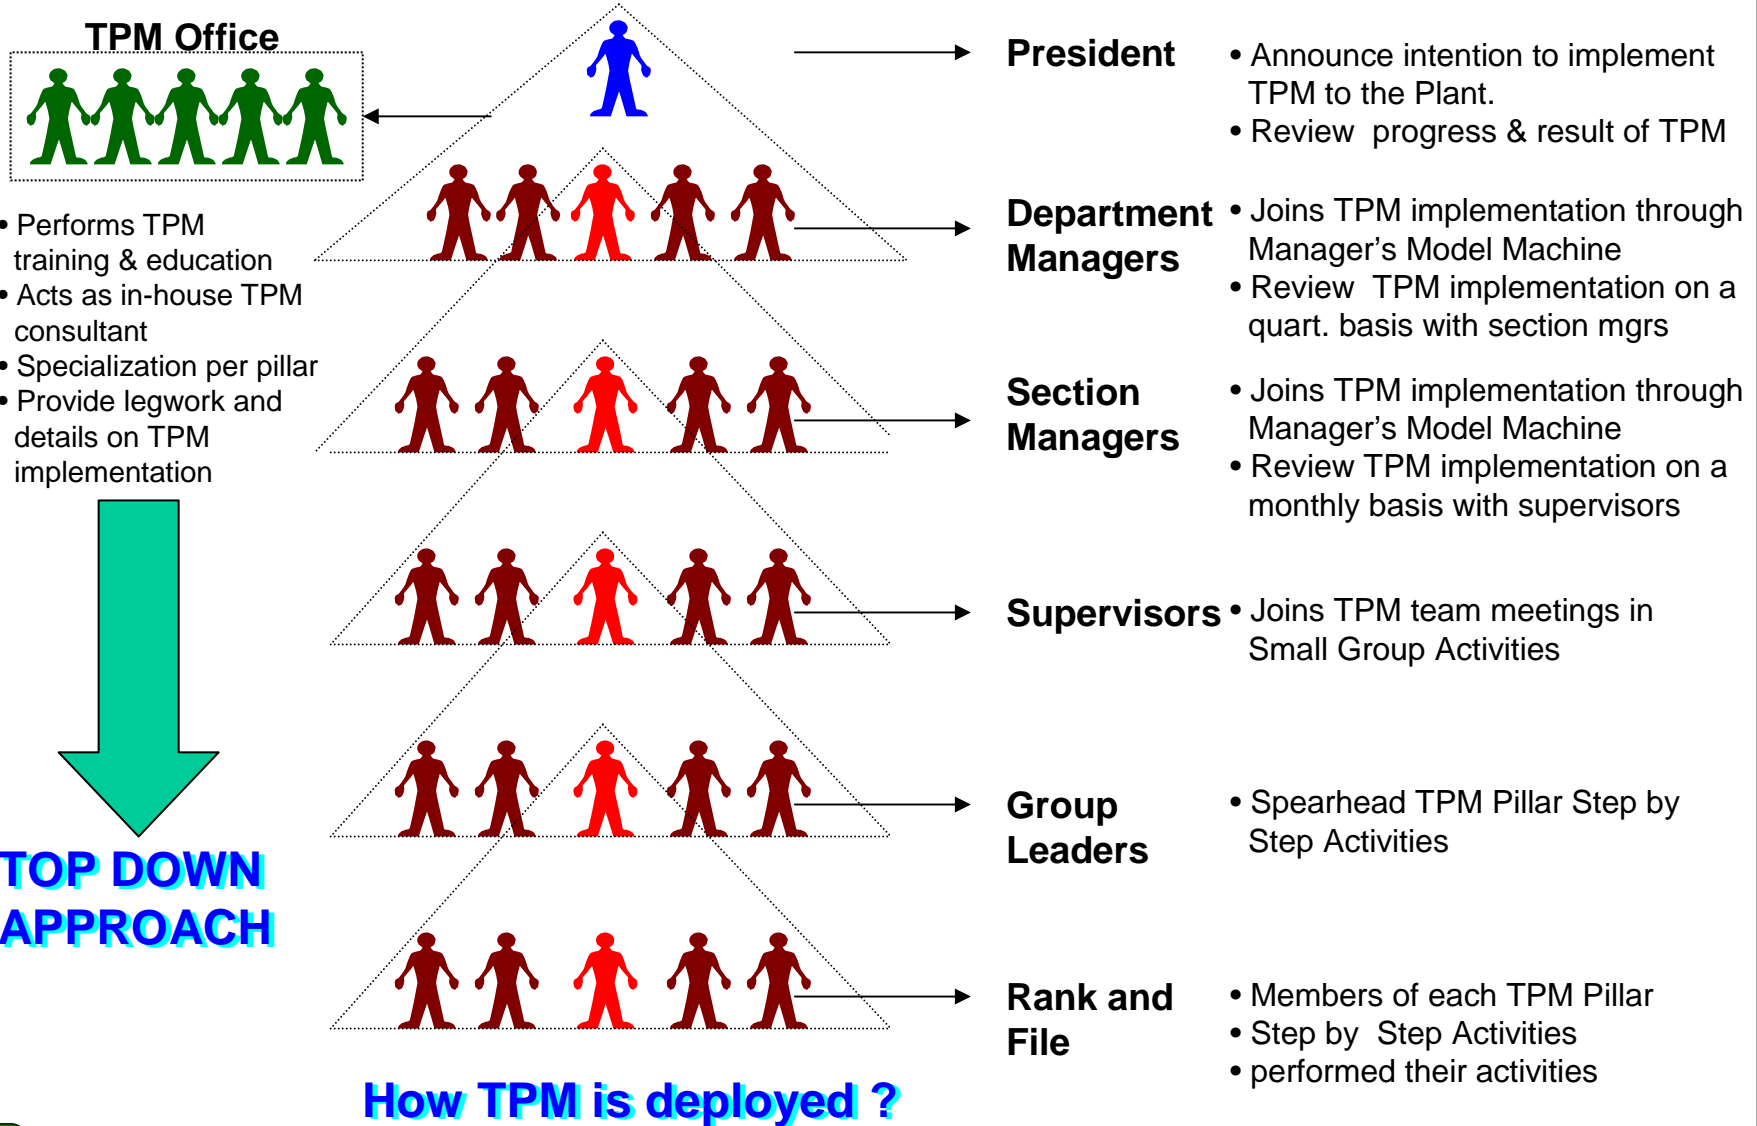 TPM Office
• Performs TPM
training & education
• Acts as in-house TPM
consultant
• Specialization per pillar
• Provide legwork and
details on TPM
implementation
TOP DOWN
APPROACH
President
• Announce intention to implement
TPM to the Plant.
• Review progress & result of TPM
Department
Managers
• Joins TPM implementation through
Manager’s Model Machine
• Review TPM implementation on a
quart. basis with section mgrs
Section
Managers
• Joins TPM implementation through
Manager’s Model Machine
• Review TPM implementation on a
monthly basis with supervisors
Supervisors
• Joins TPM team meetings in
Small Group Activities
Group
Leaders
• Spearhead TPM Pillar Step by
Step Activities
Rank and
File
• Members of each TPM Pillar
• Step by Step Activities
• performed their activities
How TPM is deployed ?